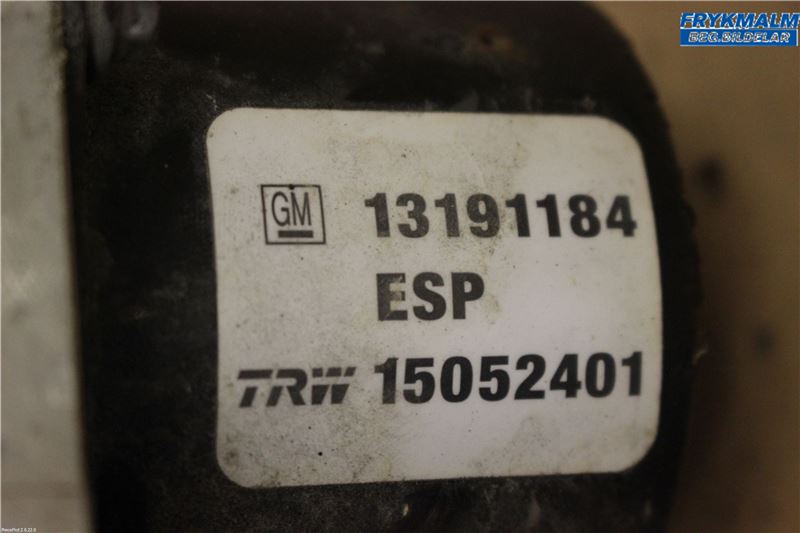 FRYKMALM
BEG.BILDELAR
GM 13191184
ESP
TRW 15052401